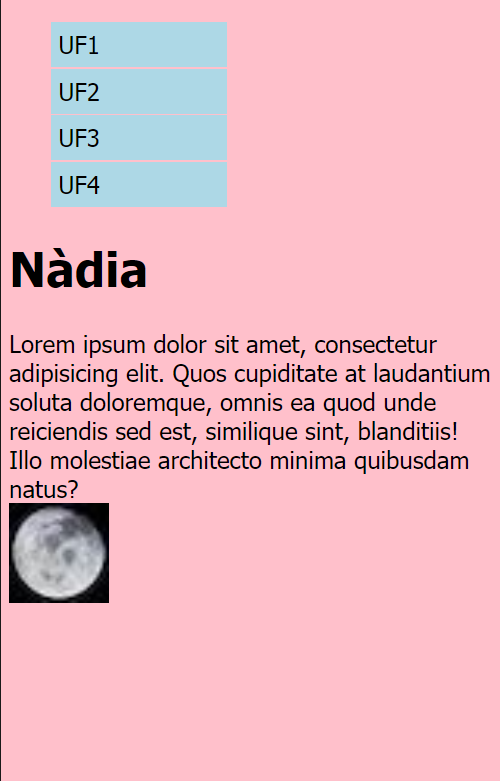 UF1
UF2
UF3
UF4
Nàdia
Lorem ipsum dolor sit amet, consectetur
adipisicing elit. Quos cupiditate at laudantium
soluta doloremque, omnis ea quod unde
reiciendis sed est, similique sint, blanditiis!
Illo molestiae architecto minima quibusdam
natus?